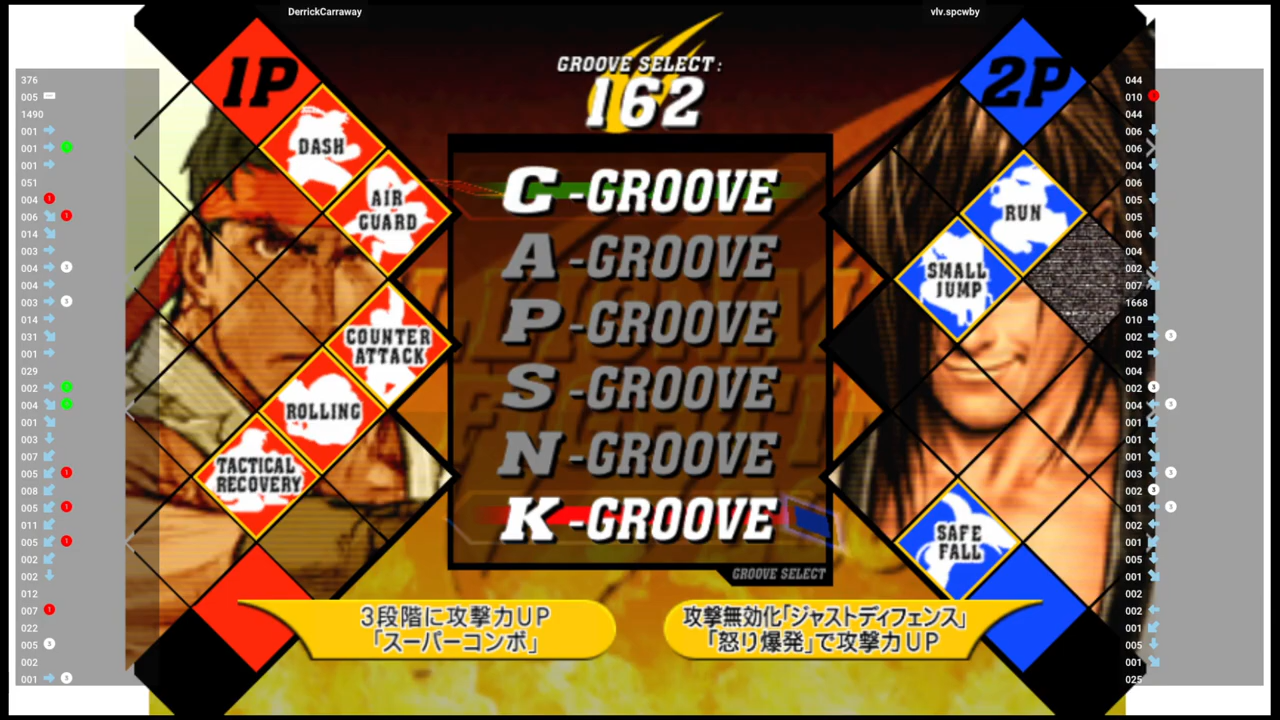 DerrickCarraway
vlv.spcwby
1P
GROOVE SELECT:
162
2P
DASH
AIR
GUARD
COUNTER
ATTACK
ROLLING
TACTICAL
RECOVERY
C-GROOVE
A-GROOVE
P-GROOVE
S-GROOVE
N-GROOVE
K-GROOVE
GROOVE SELECT
RUN
SMALL
JUMP
SAFE
FALL
3段階に攻撃力UP
「スーパーコンボ」
攻撃無効化「ジャストディフェンス」
「怒り爆発」で攻撃力UP
376
005
1490
001
001
001
051
004
006
014
003
004
004
003
014
031
001
029
002
004
001
003
007
005
008
005
011
005
002
002
012
007
022
005
002
001
044
010
044
006
006
004
006
005
005
006
004
002
007
1668
010
002
002
004
002
004
001
001
001
003
002
001
002
001
005
001
002
002
001
005
001
025